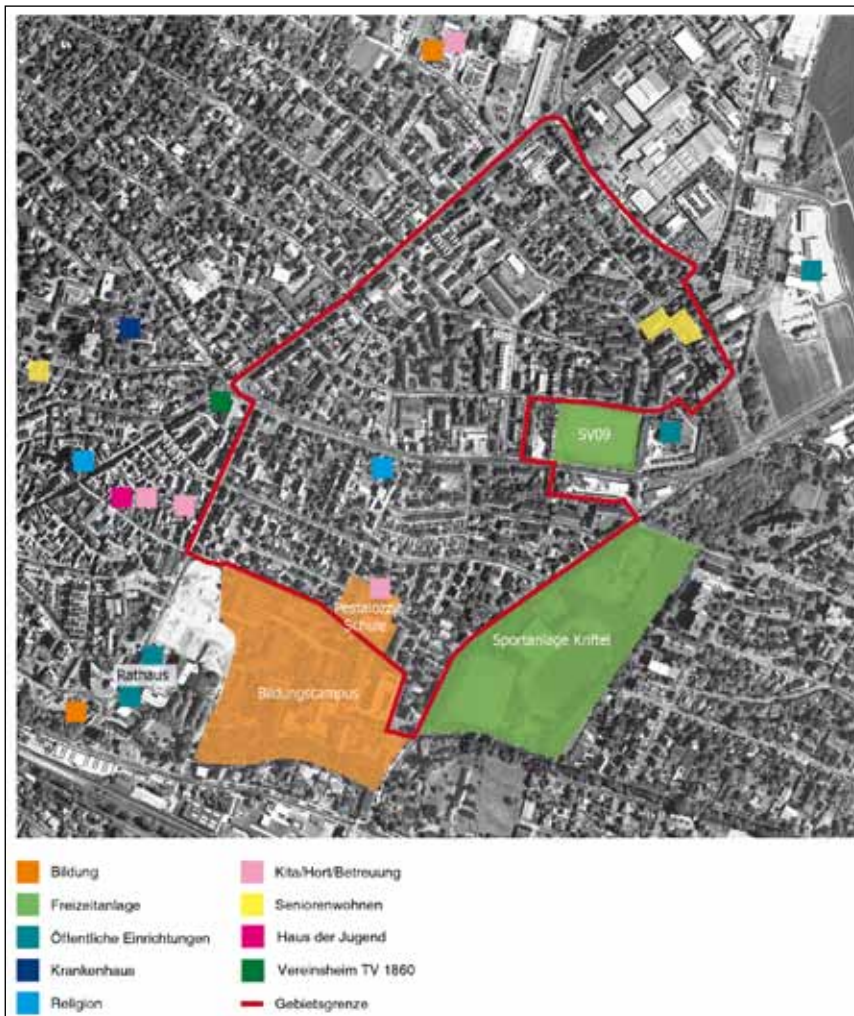 SV09
Pestalozzi
Schule
Sportanlage Kriftel
Rathaus
Bildungscampus
Bildung
Freizeitanlage
Öffentliche Einrichtungen
Krankenhaus
Religion
Kita/Hort/Betreuung
Seniorenwohnen
Haus der Jugend
Vereinsheim TV 1860
Gebietsgrenze